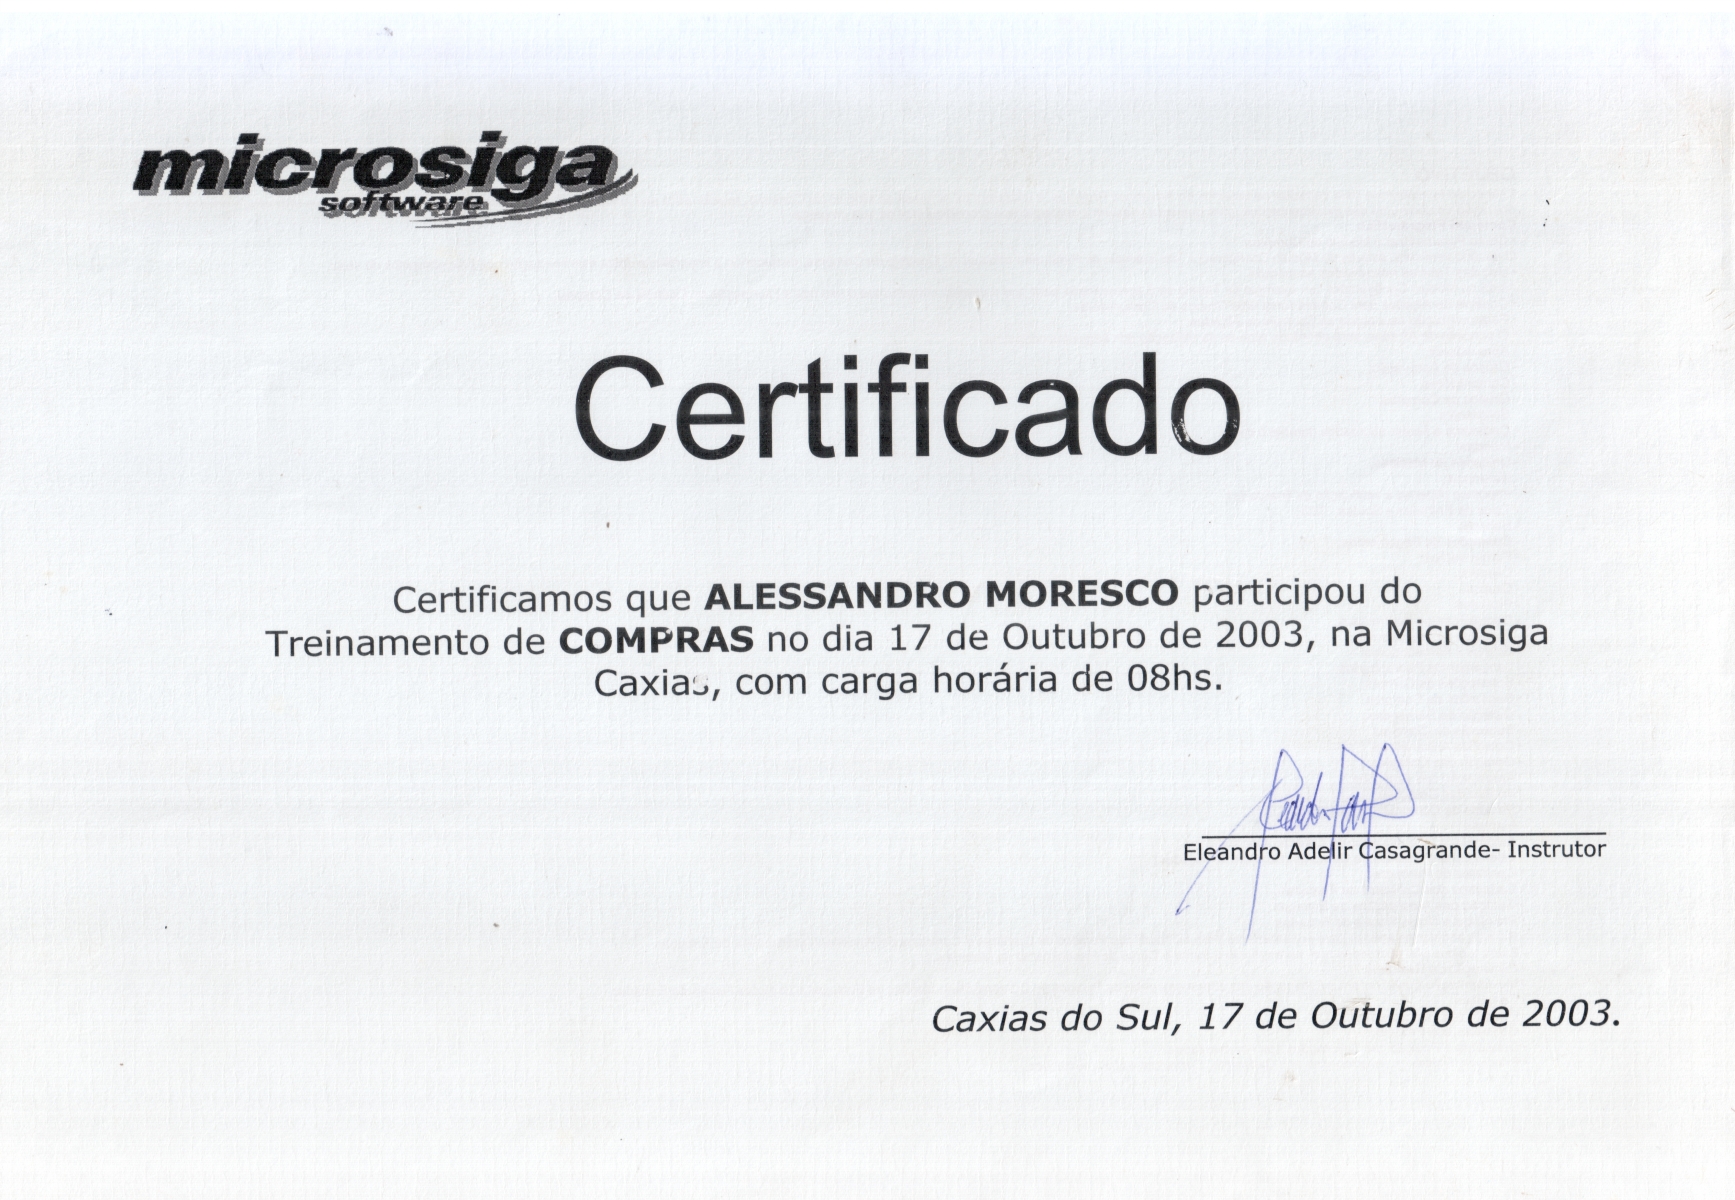 microsiga
software
Certificado
Certificamos que ALESSANDRO MORESCO participou do
Treinamento de COMPRAS no dia 17 de Outubro de 2003, na Microsiga
Caxias, com carga horária de 08hs.
Eleandro Adelir Casagrande- Instrutor
Caxias do Sul, 17 de Outubro de 2003.